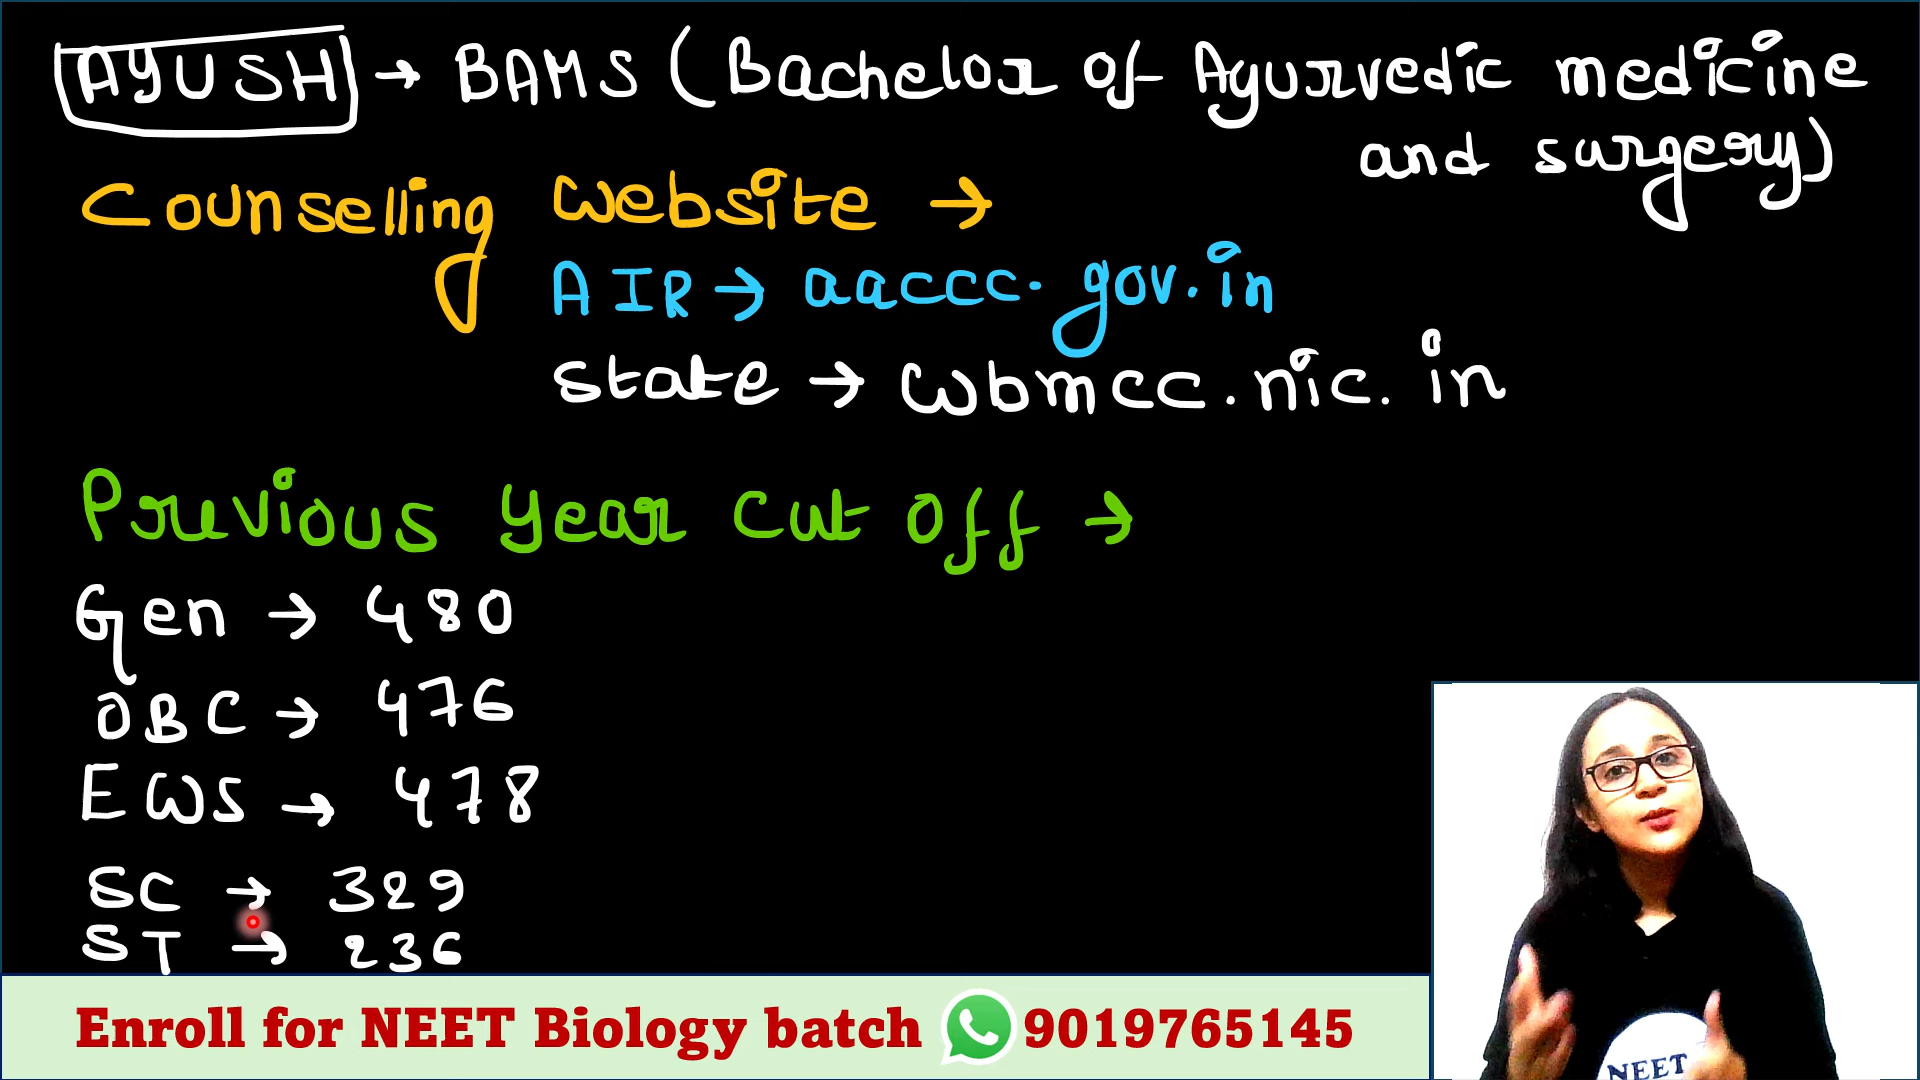 AYUSH → BAMS (Bachelor of Ayurvedic medicine
and surgery)
Counselling website →
AIR → aaccc.gov.in
state → wbmcc.nic.in
Previous year cut off →
Gen → 480
OBC → 476
EWS → 478
SC → 329
ST → 236
Enroll for NEET Biology batch 9019765145
NEET